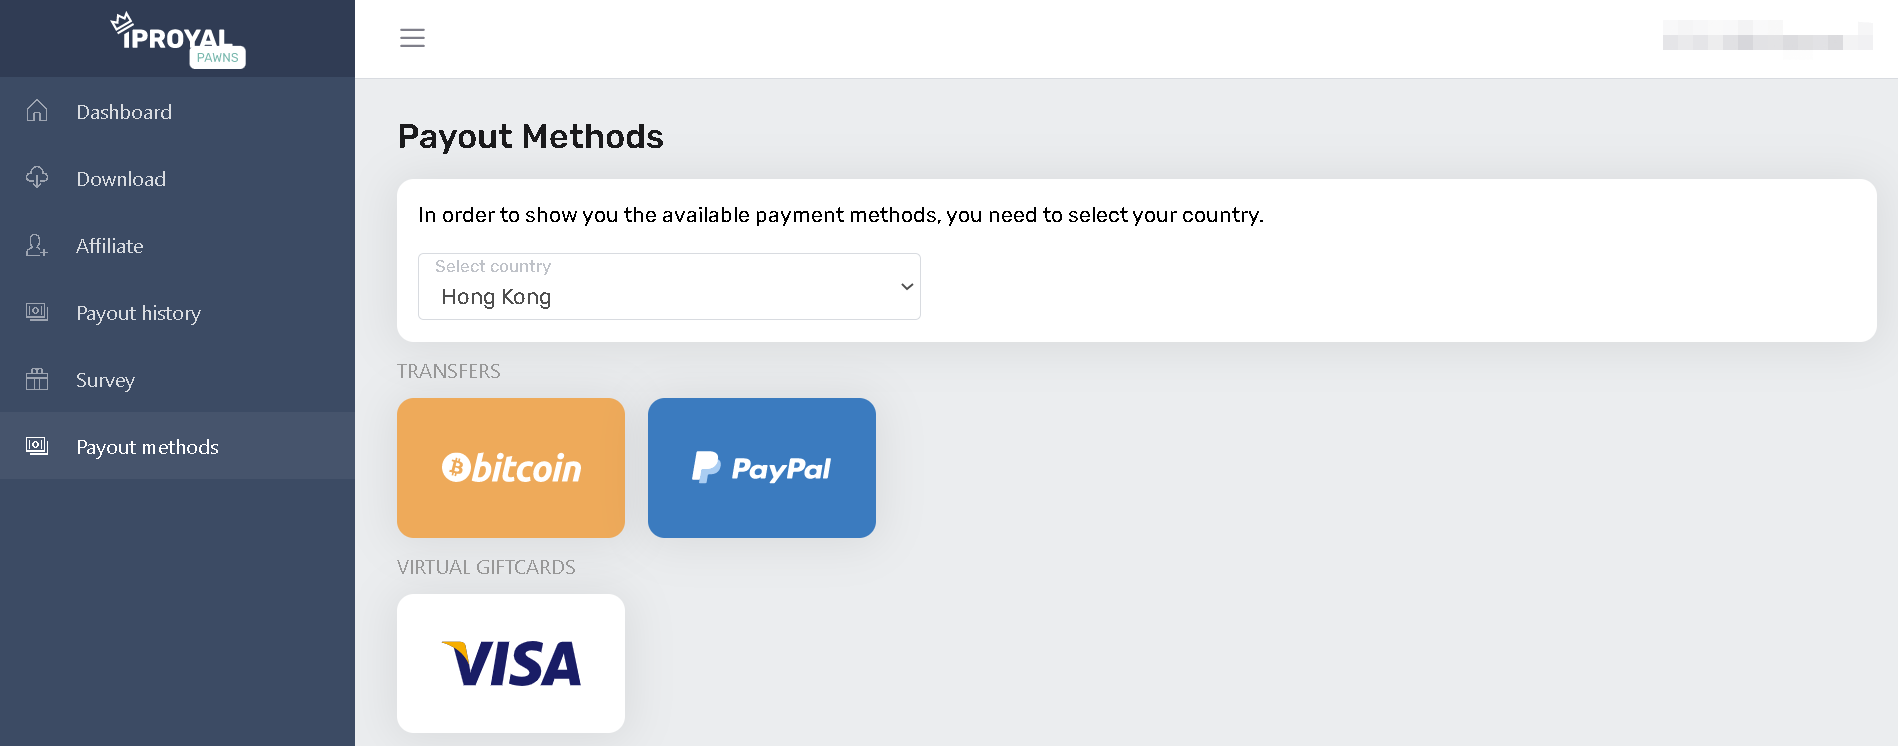 IPROYAL
PAWNS
Dashboard
Download
Affiliate
Payout history
Survey
Payout methods
Payout Methods
In order to show you the available payment methods, you need to select your country.
Select country
Hong Kong
TRANSFERS
bitcoin
PayPal
VIRTUAL GIFTCARDS
VISA